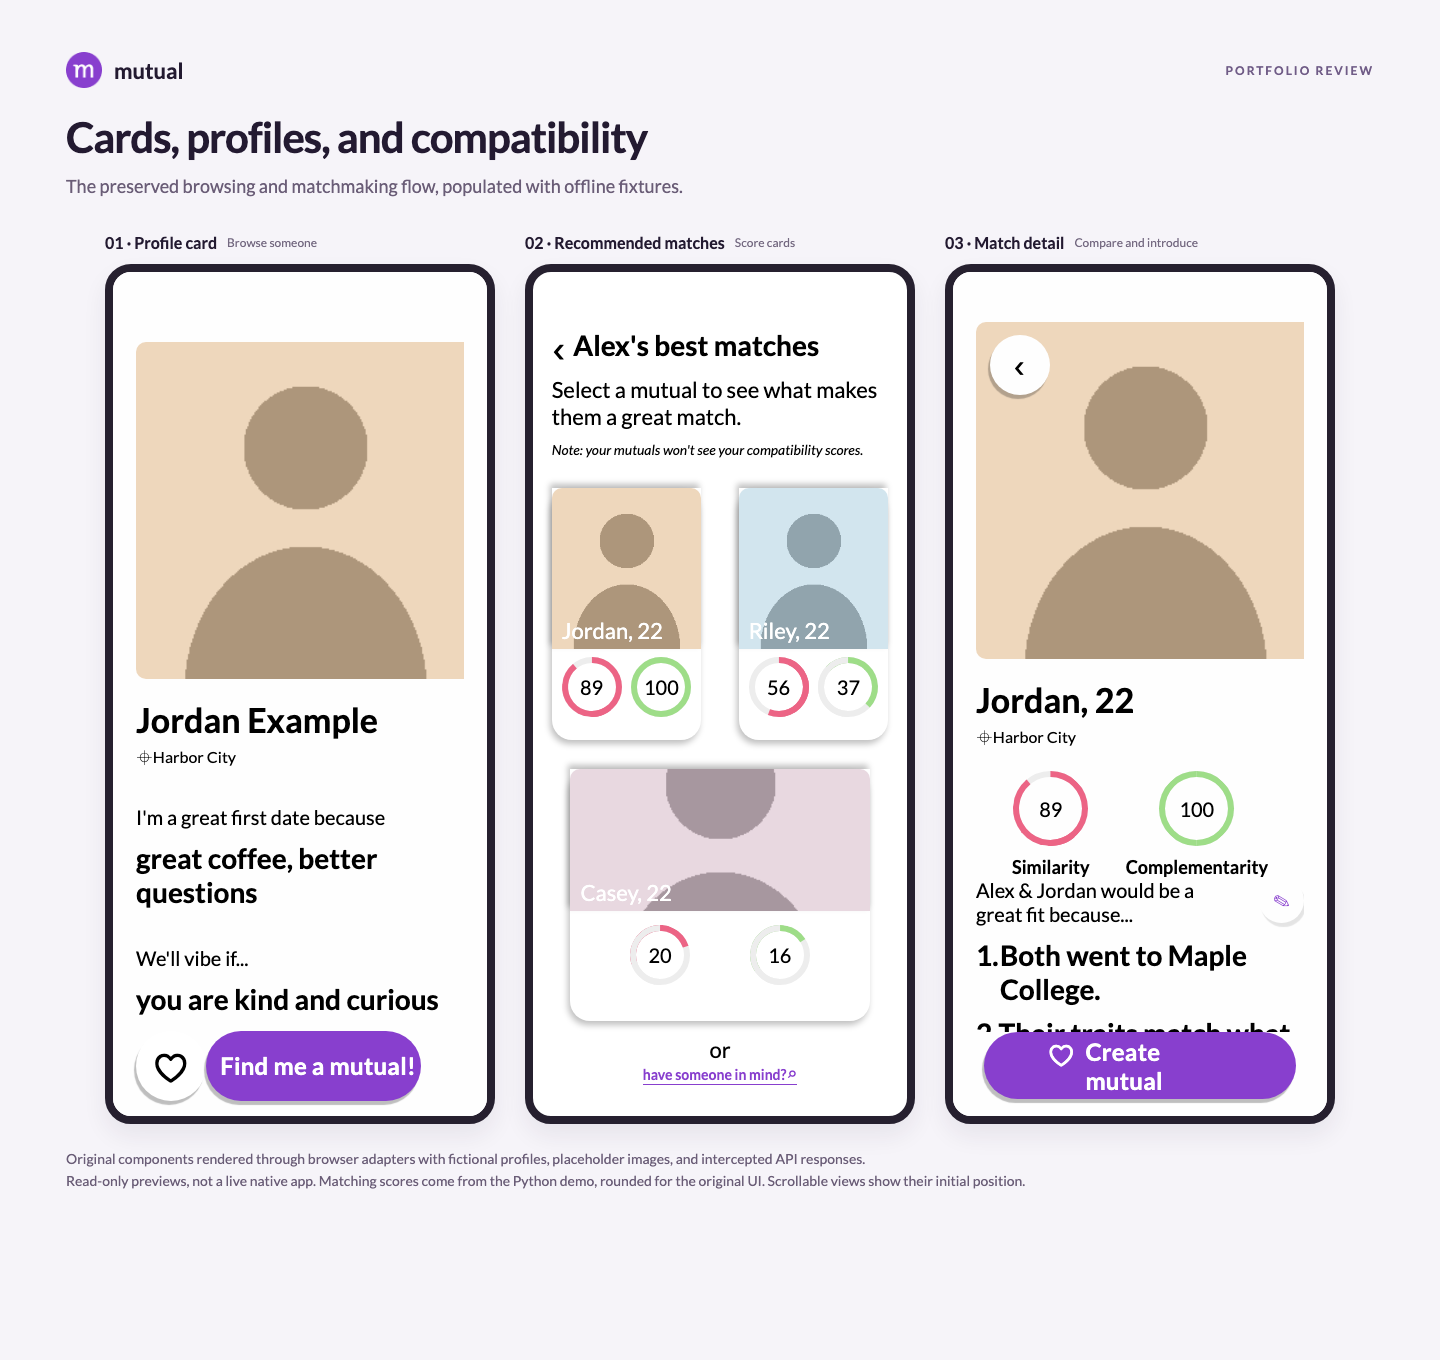 m mutual
PORTFOLIO REVIEW
Cards, profiles, and compatibility
The preserved browsing and matchmaking flow, populated with offline fixtures.
01 · Profile card Browse someone
Jordan Example
Harbor City
I'm a great first date because
great coffee, better
questions
We'll vibe if...
you are kind and curious
Find me a mutual!
02 · Recommended matches Score cards
‹ Alex's best matches
Select a mutual to see what makes
them a great match.
Note: your mutuals won't see your compatibility scores.
Jordan, 22
89 100
Riley, 22
56 37
Casey, 22
20 16
or
have someone in mind?
03 · Match detail Compare and introduce
‹
Jordan, 22
Harbor City
89 100
Similarity Complementarity
Alex & Jordan would be a
great fit because...
1. Both went to Maple
College.
2. Their traits match what
Create
mutual
Original components rendered through browser adapters with fictional profiles, placeholder images, and intercepted API responses.
Read-only previews, not a live native app. Matching scores come from the Python demo, rounded for the original UI. Scrollable views show their initial position.